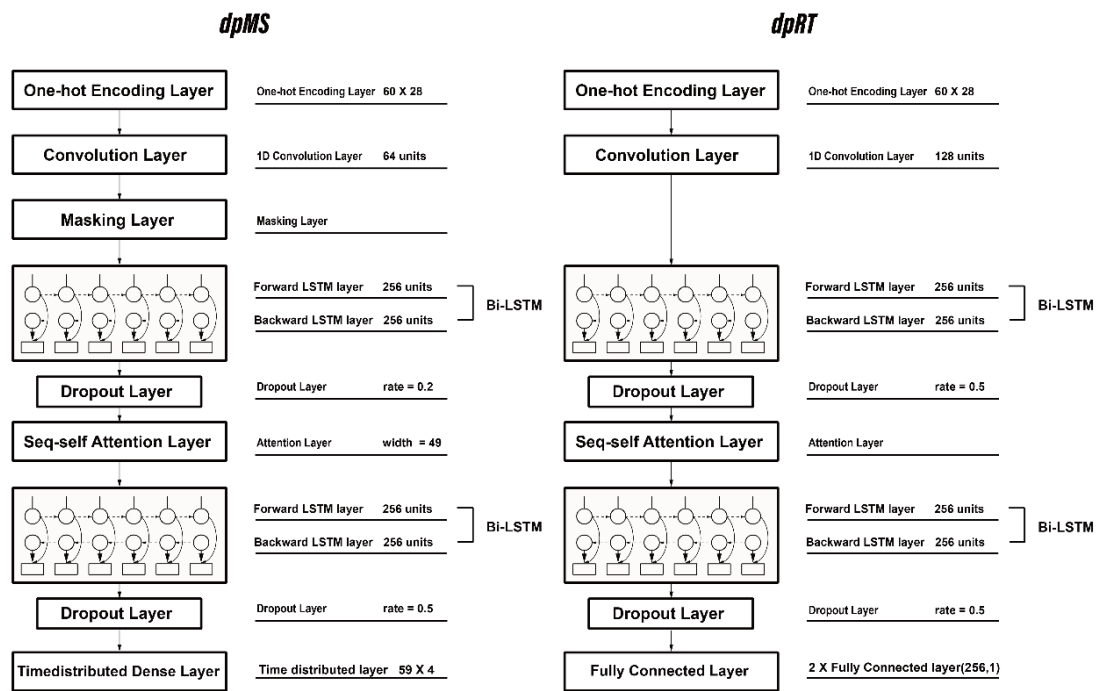 dpMS
One-hot Encoding Layer
One-hot Encoding Layer 60 X 28
Convolution Layer
1D Convolution Layer 64 units
Masking Layer
Masking Layer
Forward LSTM layer 256 units
Backward LSTM layer 256 units
Bi-LSTM
Dropout Layer
Dropout Layer rate = 0.2
Seq-self Attention Layer
Attention Layer width = 49
Forward LSTM layer 256 units
Backward LSTM layer 256 units
Bi-LSTM
Dropout Layer
Dropout Layer rate = 0.5
Timedistributed Dense Layer
Time distributed layer 59 X 4
dpRT
One-hot Encoding Layer
One-hot Encoding Layer 60 X 28
Convolution Layer
1D Convolution Layer 128 units
Forward LSTM layer 256 units
Backward LSTM layer 256 units
Bi-LSTM
Dropout Layer
Dropout Layer rate = 0.5
Seq-self Attention Layer
Attention Layer
Forward LSTM layer 256 units
Backward LSTM layer 256 units
Bi-LSTM
Dropout Layer
Dropout Layer rate = 0.5
Fully Connected Layer
2 X Fully Connected layer(256,1)